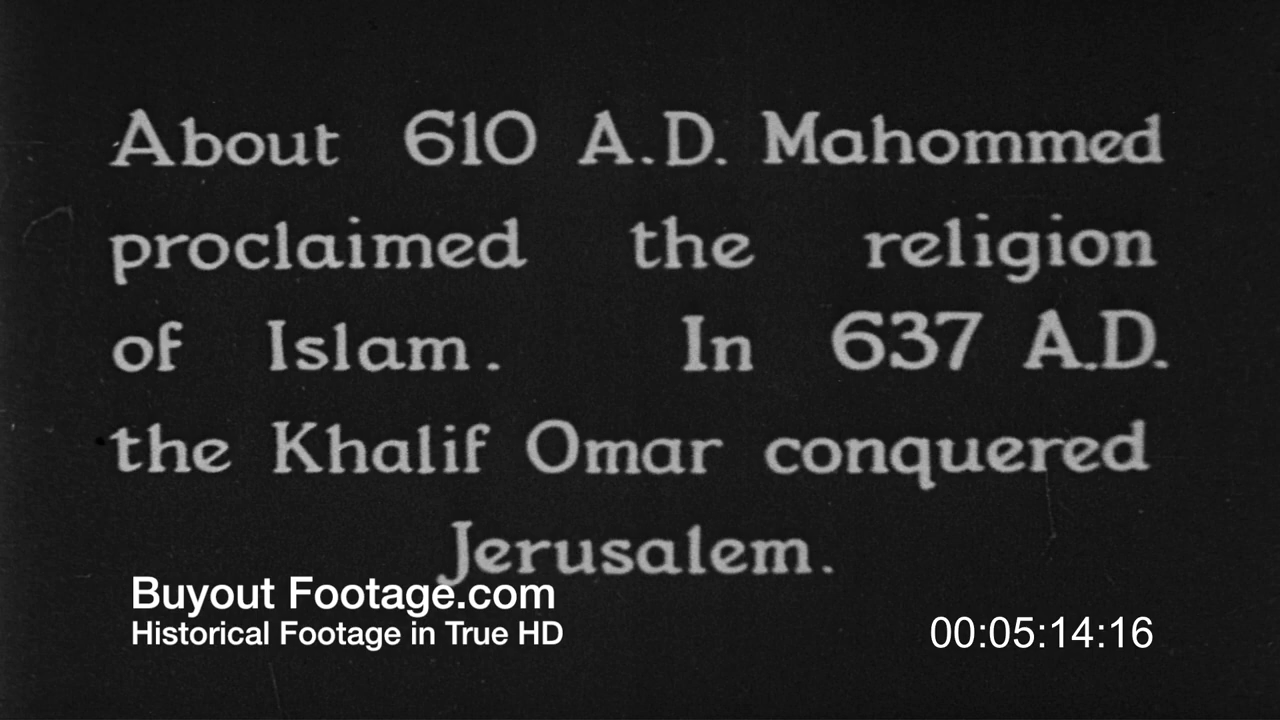 About 610 A.D. Mahommed
proclaimed the religion
of Islam. In 637 A.D.
the Khalif Omar conquered
Jerusalem.
Buyout Footage.com
Historical Footage in True HD
00:05:14:16